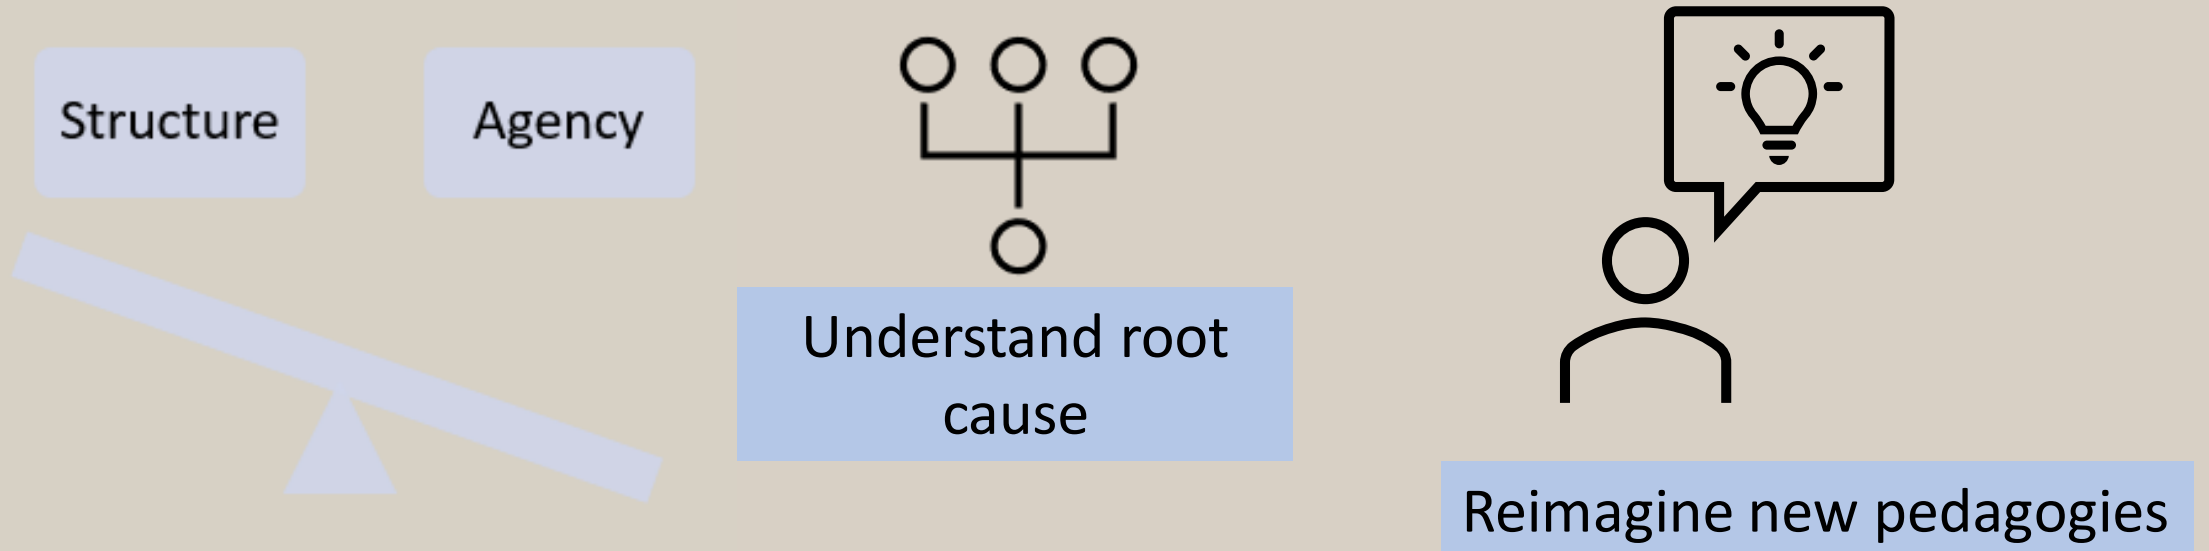 Structure
Agency
Understand root
cause
Reimagine new pedagogies